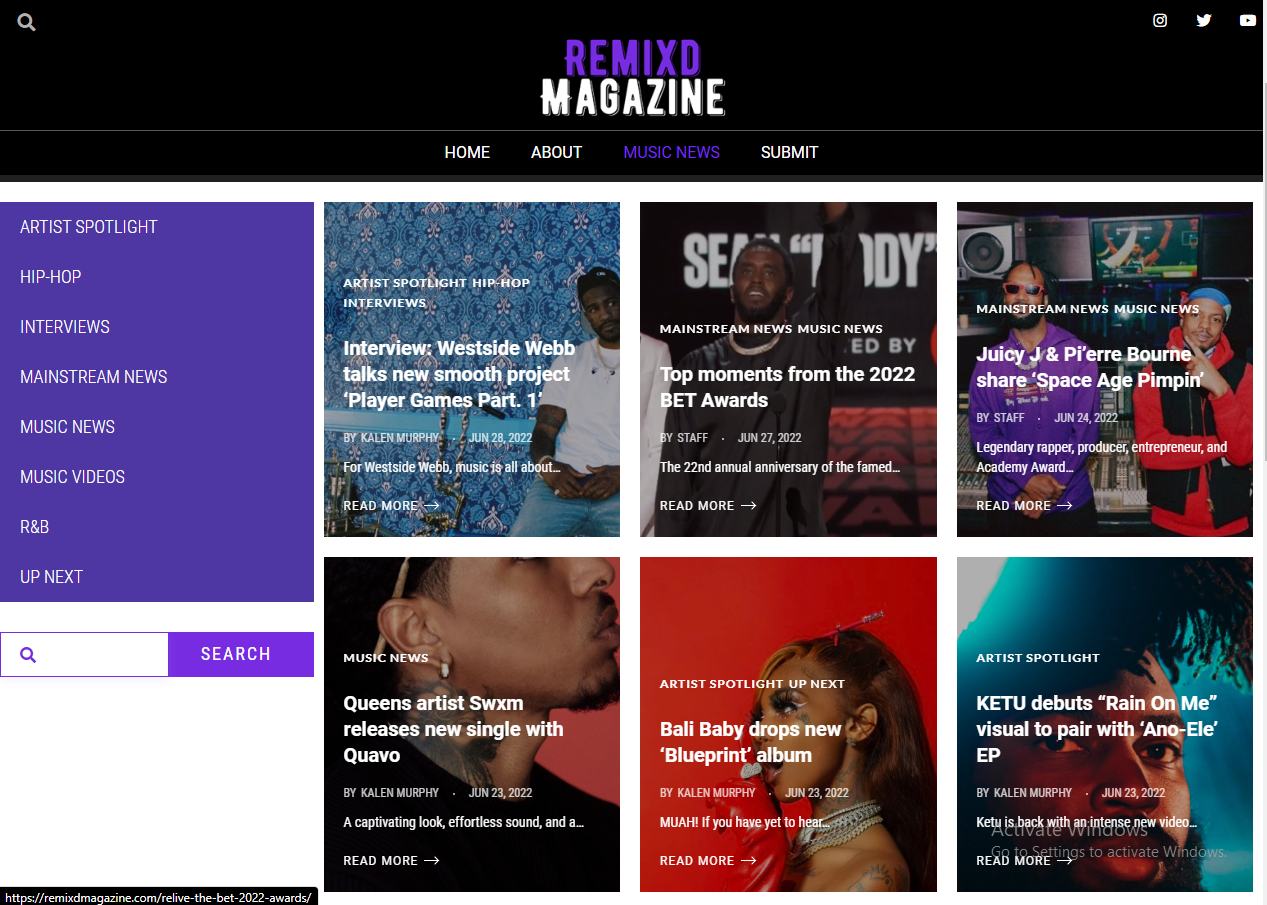 REMIXD
MAGAZINE
HOME ABOUT MUSIC NEWS SUBMIT
ARTIST SPOTLIGHT
HIP-HOP
INTERVIEWS
MAINSTREAM NEWS
MUSIC NEWS
MUSIC VIDEOS
R&B
UP NEXT
SEARCH
ARTIST SPOTLIGHT HIP-HOP
INTERVIEWS
Interview: Westside Webb
talks new smooth project
‘Player Games Part. 1’
BY KALEN MURPHY · JUN 28, 2022
For Westside Webb, music is all about…
READ MORE
SEAN “ DDY”
ED BY
MAINSTREAM NEWS MUSIC NEWS
Top moments from the 2022
BET Awards
BY STAFF · JUN 27, 2022
The 22nd annual anniversary of the famed…
READ MORE
MAINSTREAM NEWS MUSIC NEWS
Juicy J & Pi’erre Bourne
share ‘Space Age Pimpin’
BY STAFF · JUN 24, 2022
Legendary rapper, producer, entrepreneur, and
Academy Award…
READ MORE
MUSIC NEWS
Queens artist Swxm
releases new single with
Quavo
BY KALEN MURPHY · JUN 23, 2022
A captivating look, effortless sound, and a…
READ MORE
ARTIST SPOTLIGHT UP NEXT
Bali Baby drops new
‘Blueprint’ album
BY KALEN MURPHY · JUN 23, 2022
MUAH! If you have yet to hear…
READ MORE
ARTIST SPOTLIGHT
KETU debuts “Rain On Me”
visual to pair with ‘Ano-Ele’
EP
BY KALEN MURPHY · JUN 23, 2022
Ketu is back with an intense new video…
READ MORE
Activate Windows
Go to Settings to activate Windows.
https://remixdmagazine.com/relive-the-bet-2022-awards/